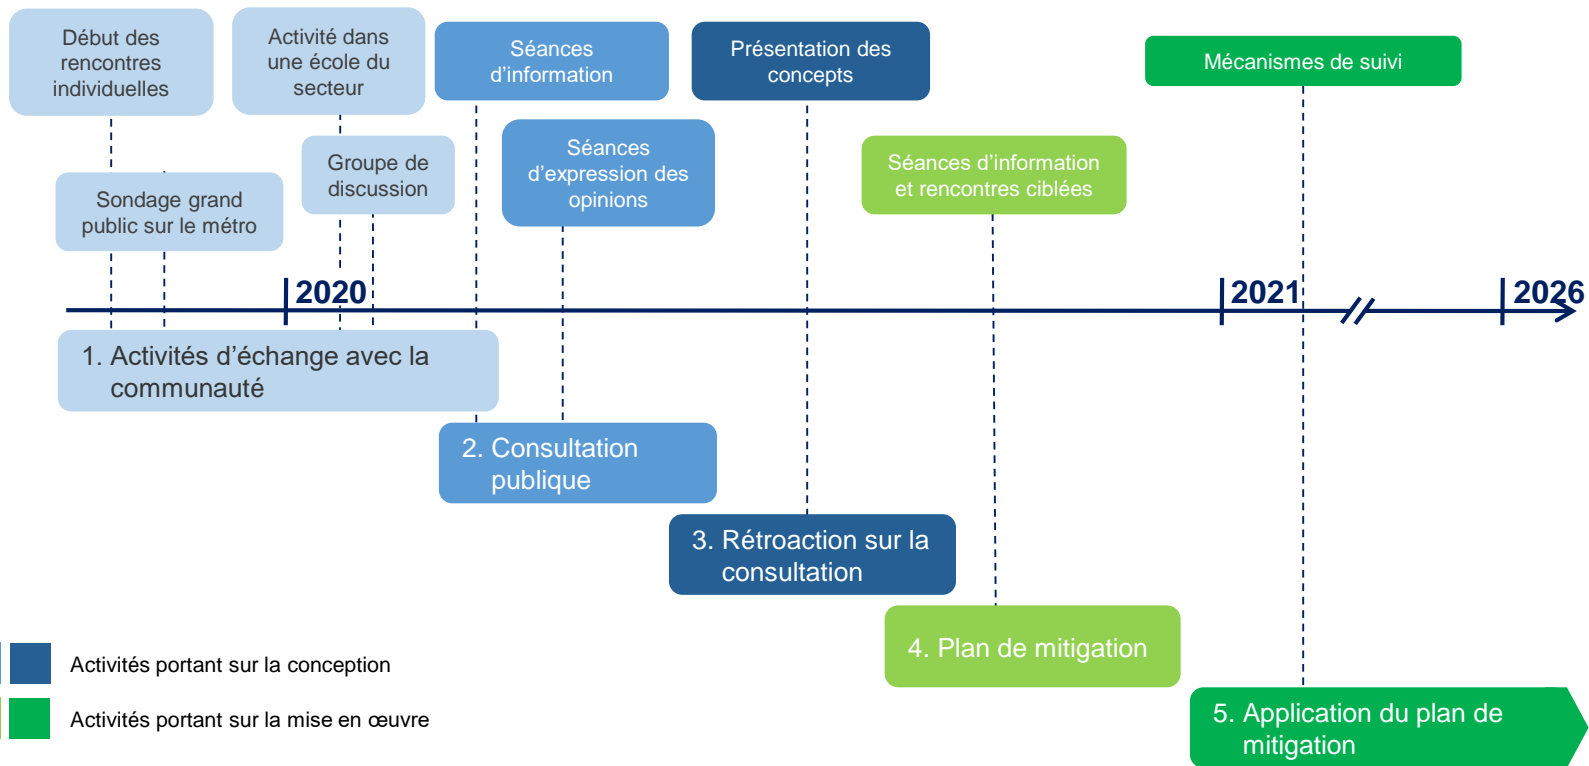 Début des
rencontres
individuelles
Activité dans
une école du
secteur
Séances
d’information
Présentation des
concepts
Mécanismes de suivi
Sondage grand
public sur le métro
Groupe de
discussion
Séances
d’expression des
opinions
Séances d’information
et rencontres ciblées
2020
2021
2026
1. Activités d’échange avec la
communauté
2. Consultation
publique
3. Rétroaction sur la
consultation
4. Plan de mitigation
5. Application du plan de
mitigation
Activités portant sur la conception
Activités portant sur la mise en œuvre